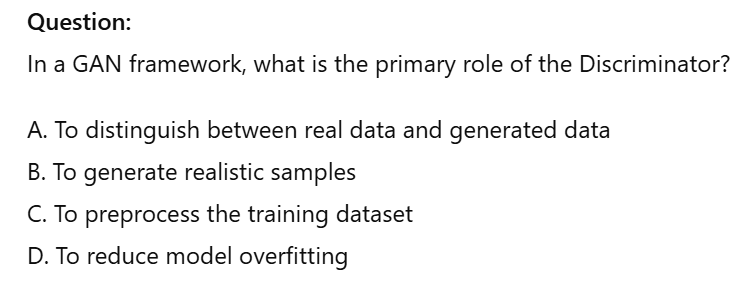 Question:
In a GAN framework, what is the primary role of the Discriminator?
A. To distinguish between real data and generated data
B. To generate realistic samples
C. To preprocess the training dataset
D. To reduce model overfitting